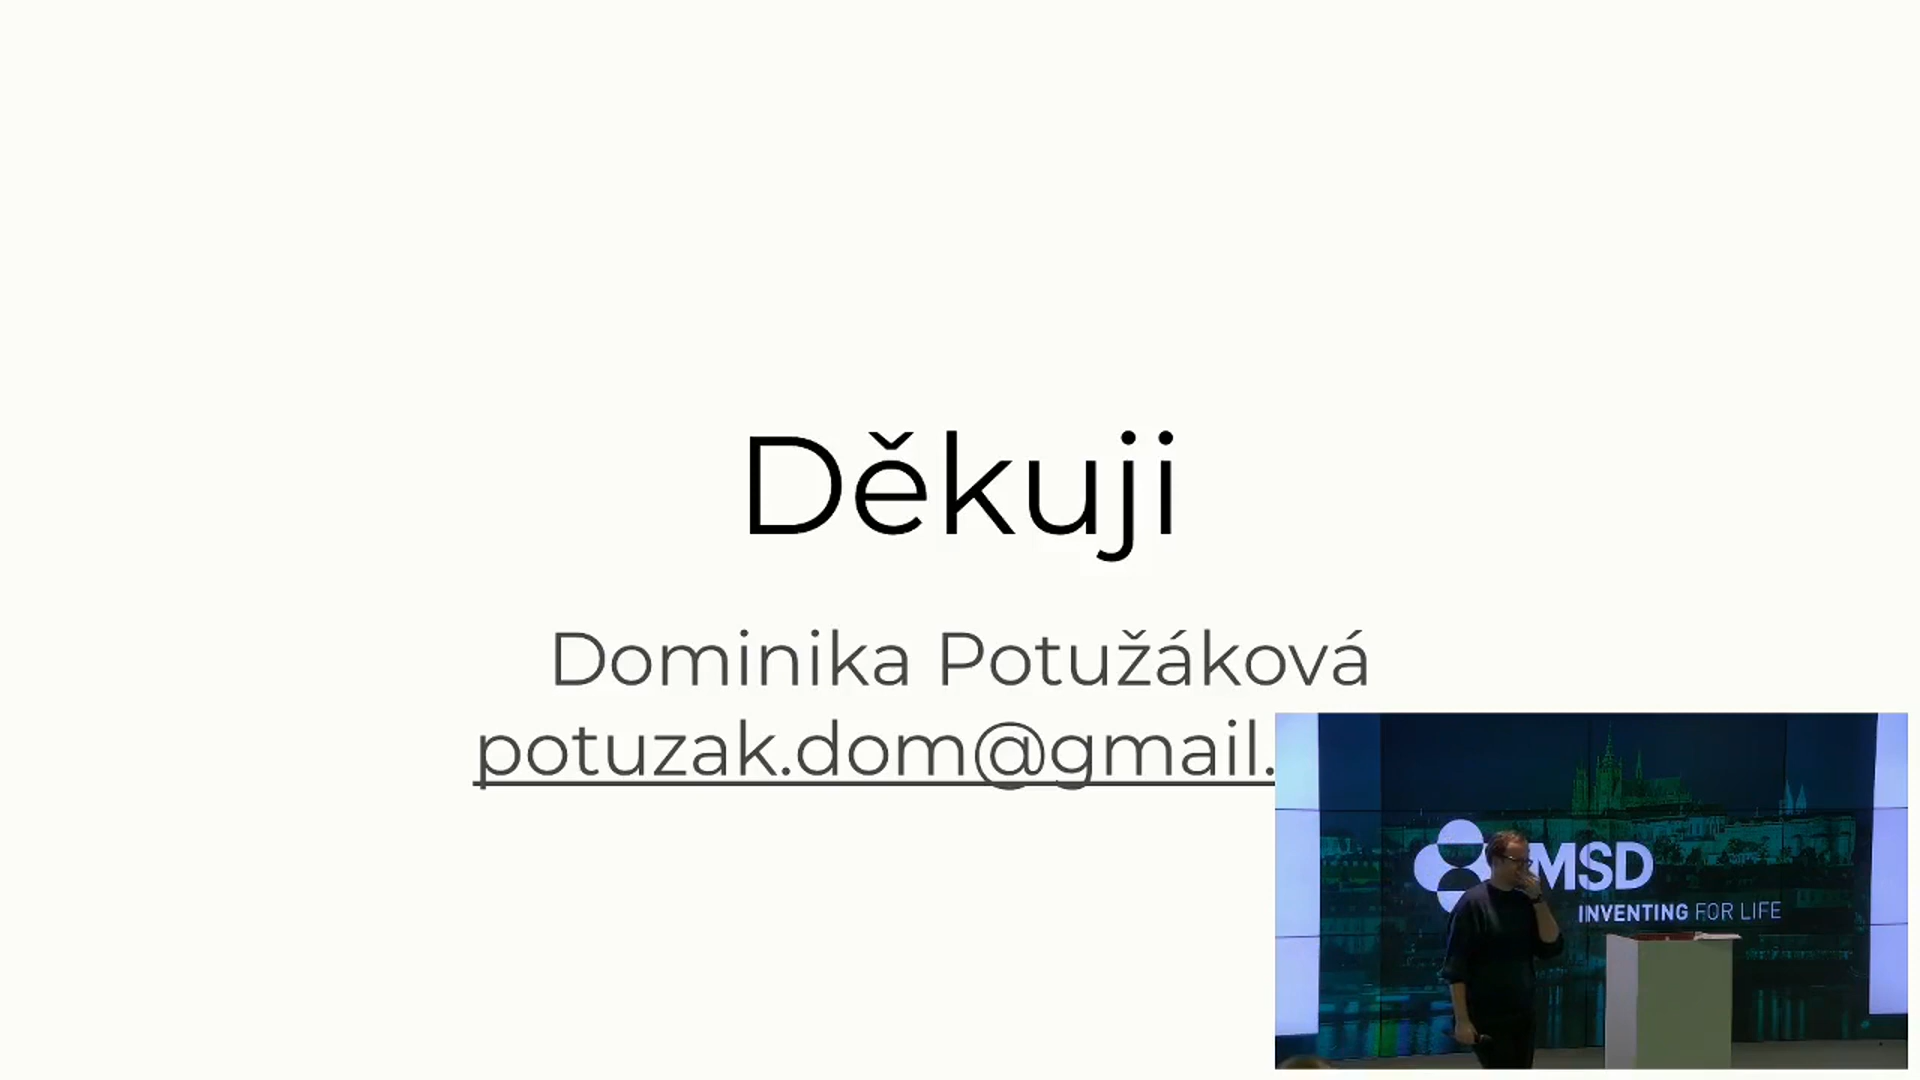 Děkuji
Dominika Potužáková
potuzak.dom@gmail.
MSD
INVENTING FOR LIFE